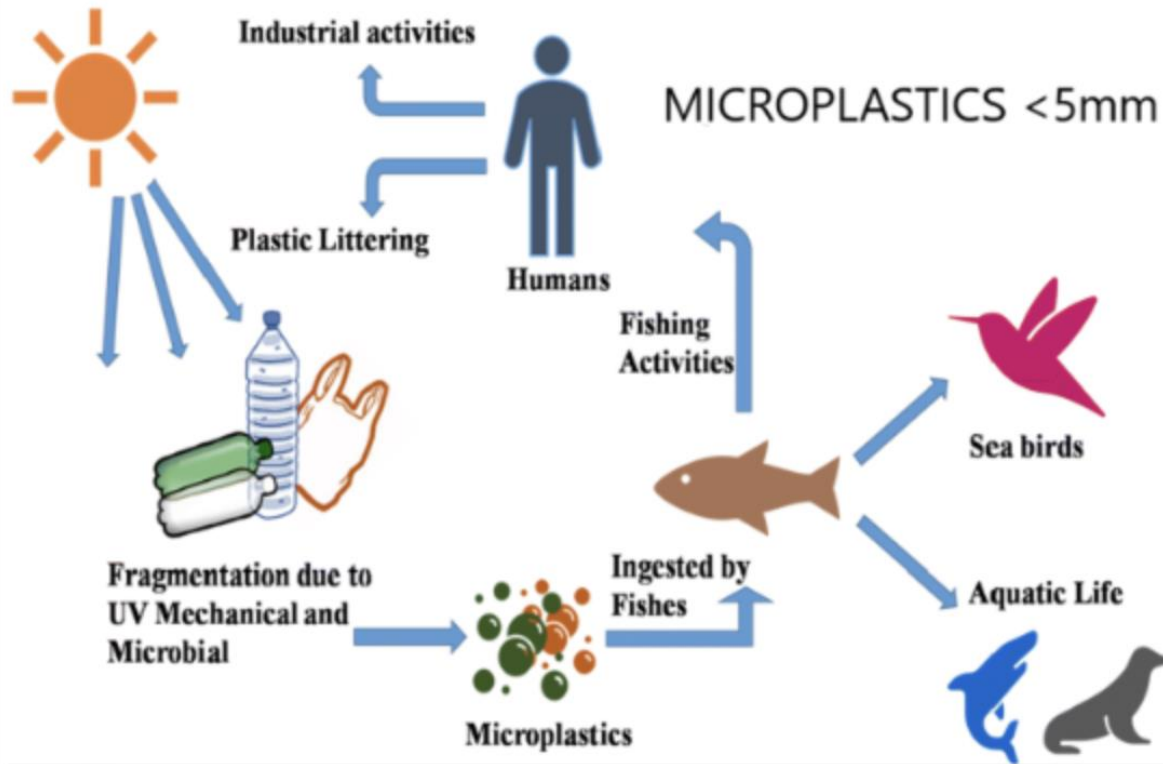 Industrial activities
MICROPLASTICS <5mm
Plastic Littering
Humans
Fishing
Activities
Sea birds
Fragmentation due to
UV Mechanical and
Microbial
Ingested by
Fishes
Aquatic Life
Microplastics